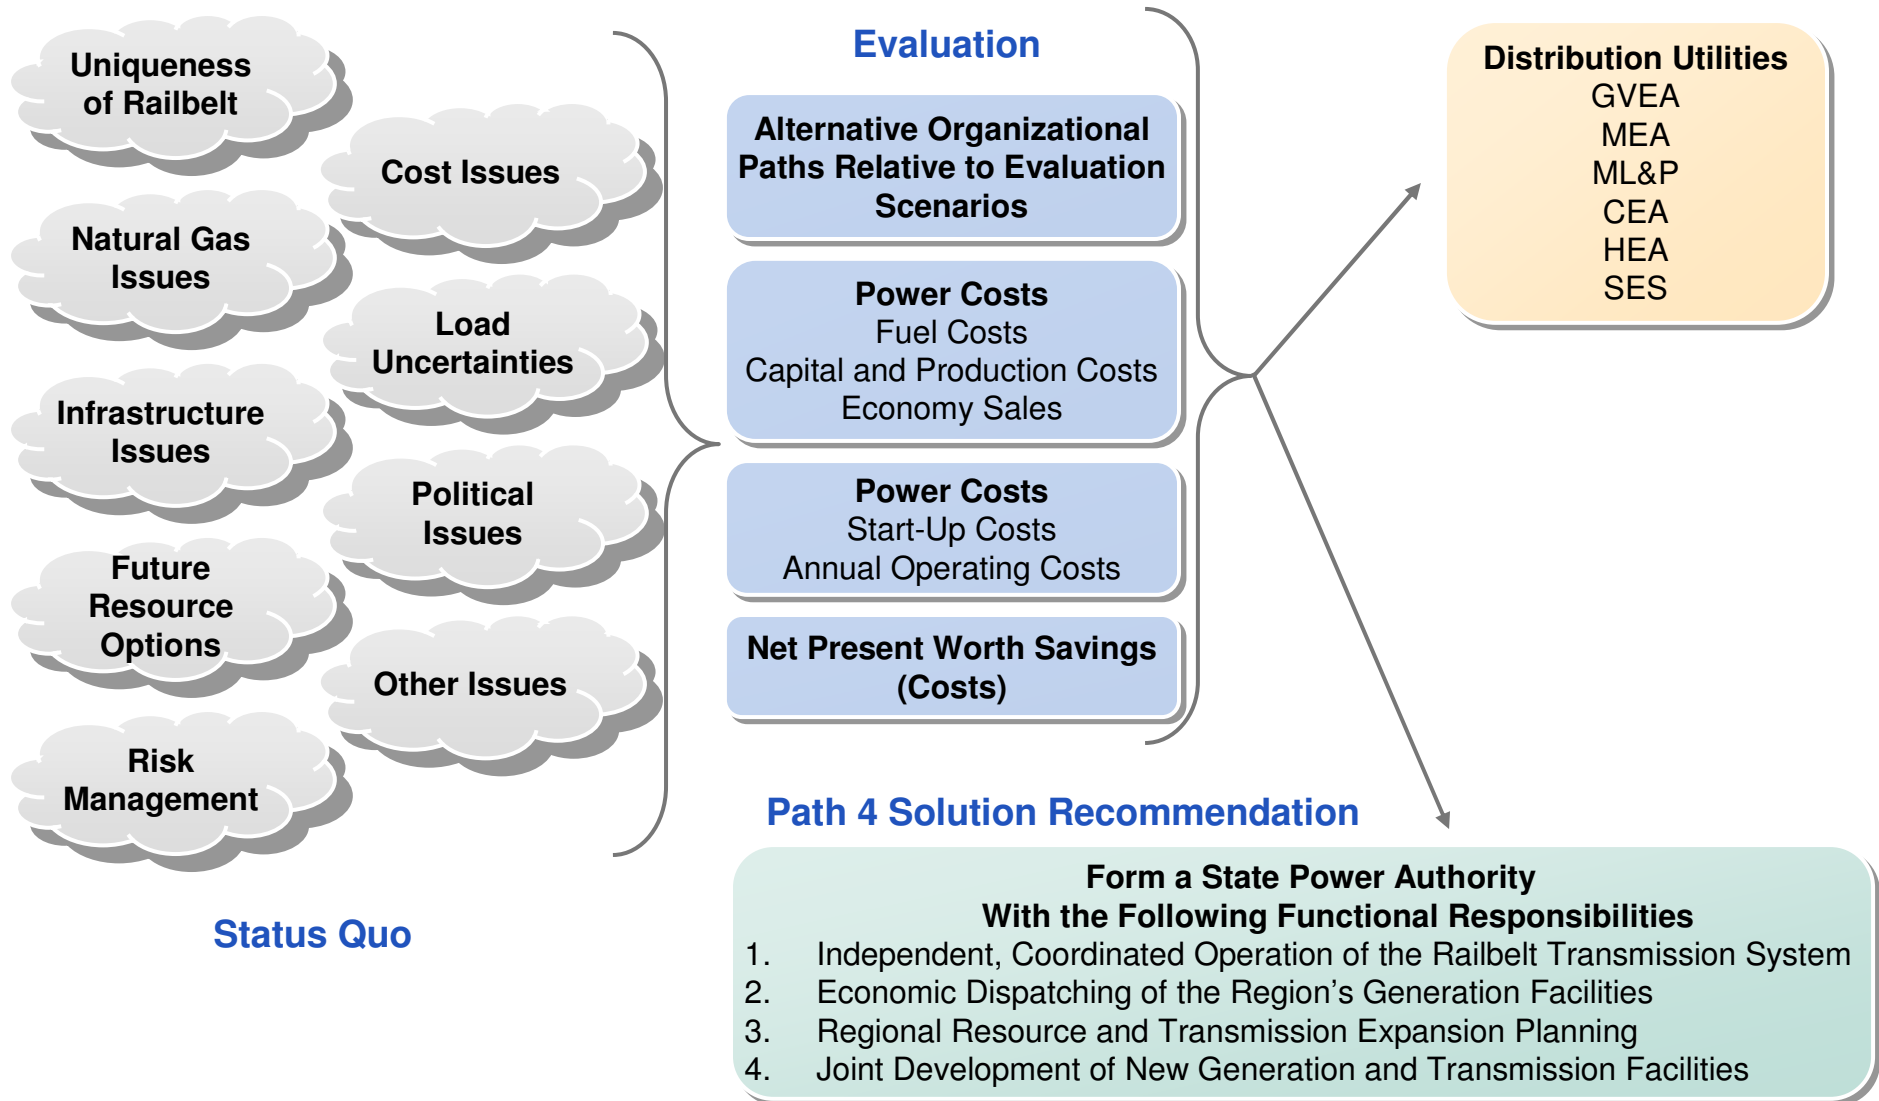 Uniqueness
of Railbelt
Cost Issues
Natural Gas
Issues
Load
Uncertainties
Infrastructure
Issues
Political
Issues
Future
Resource
Options
Other Issues
Risk
Management
Status Quo
Evaluation
Alternative Organizational
Paths Relative to Evaluation
Scenarios
Power Costs
Fuel Costs
Capital and Production Costs
Economy Sales
Power Costs
Start-Up Costs
Annual Operating Costs
Net Present Worth Savings
(Costs)
Distribution Utilities
GVEA
MEA
ML&P
CEA
HEA
SES
Path 4 Solution Recommendation
Form a State Power Authority
With the Following Functional Responsibilities
1. Independent, Coordinated Operation of the Railbelt Transmission System
2. Economic Dispatching of the Region’s Generation Facilities
3. Regional Resource and Transmission Expansion Planning
4. Joint Development of New Generation and Transmission Facilities